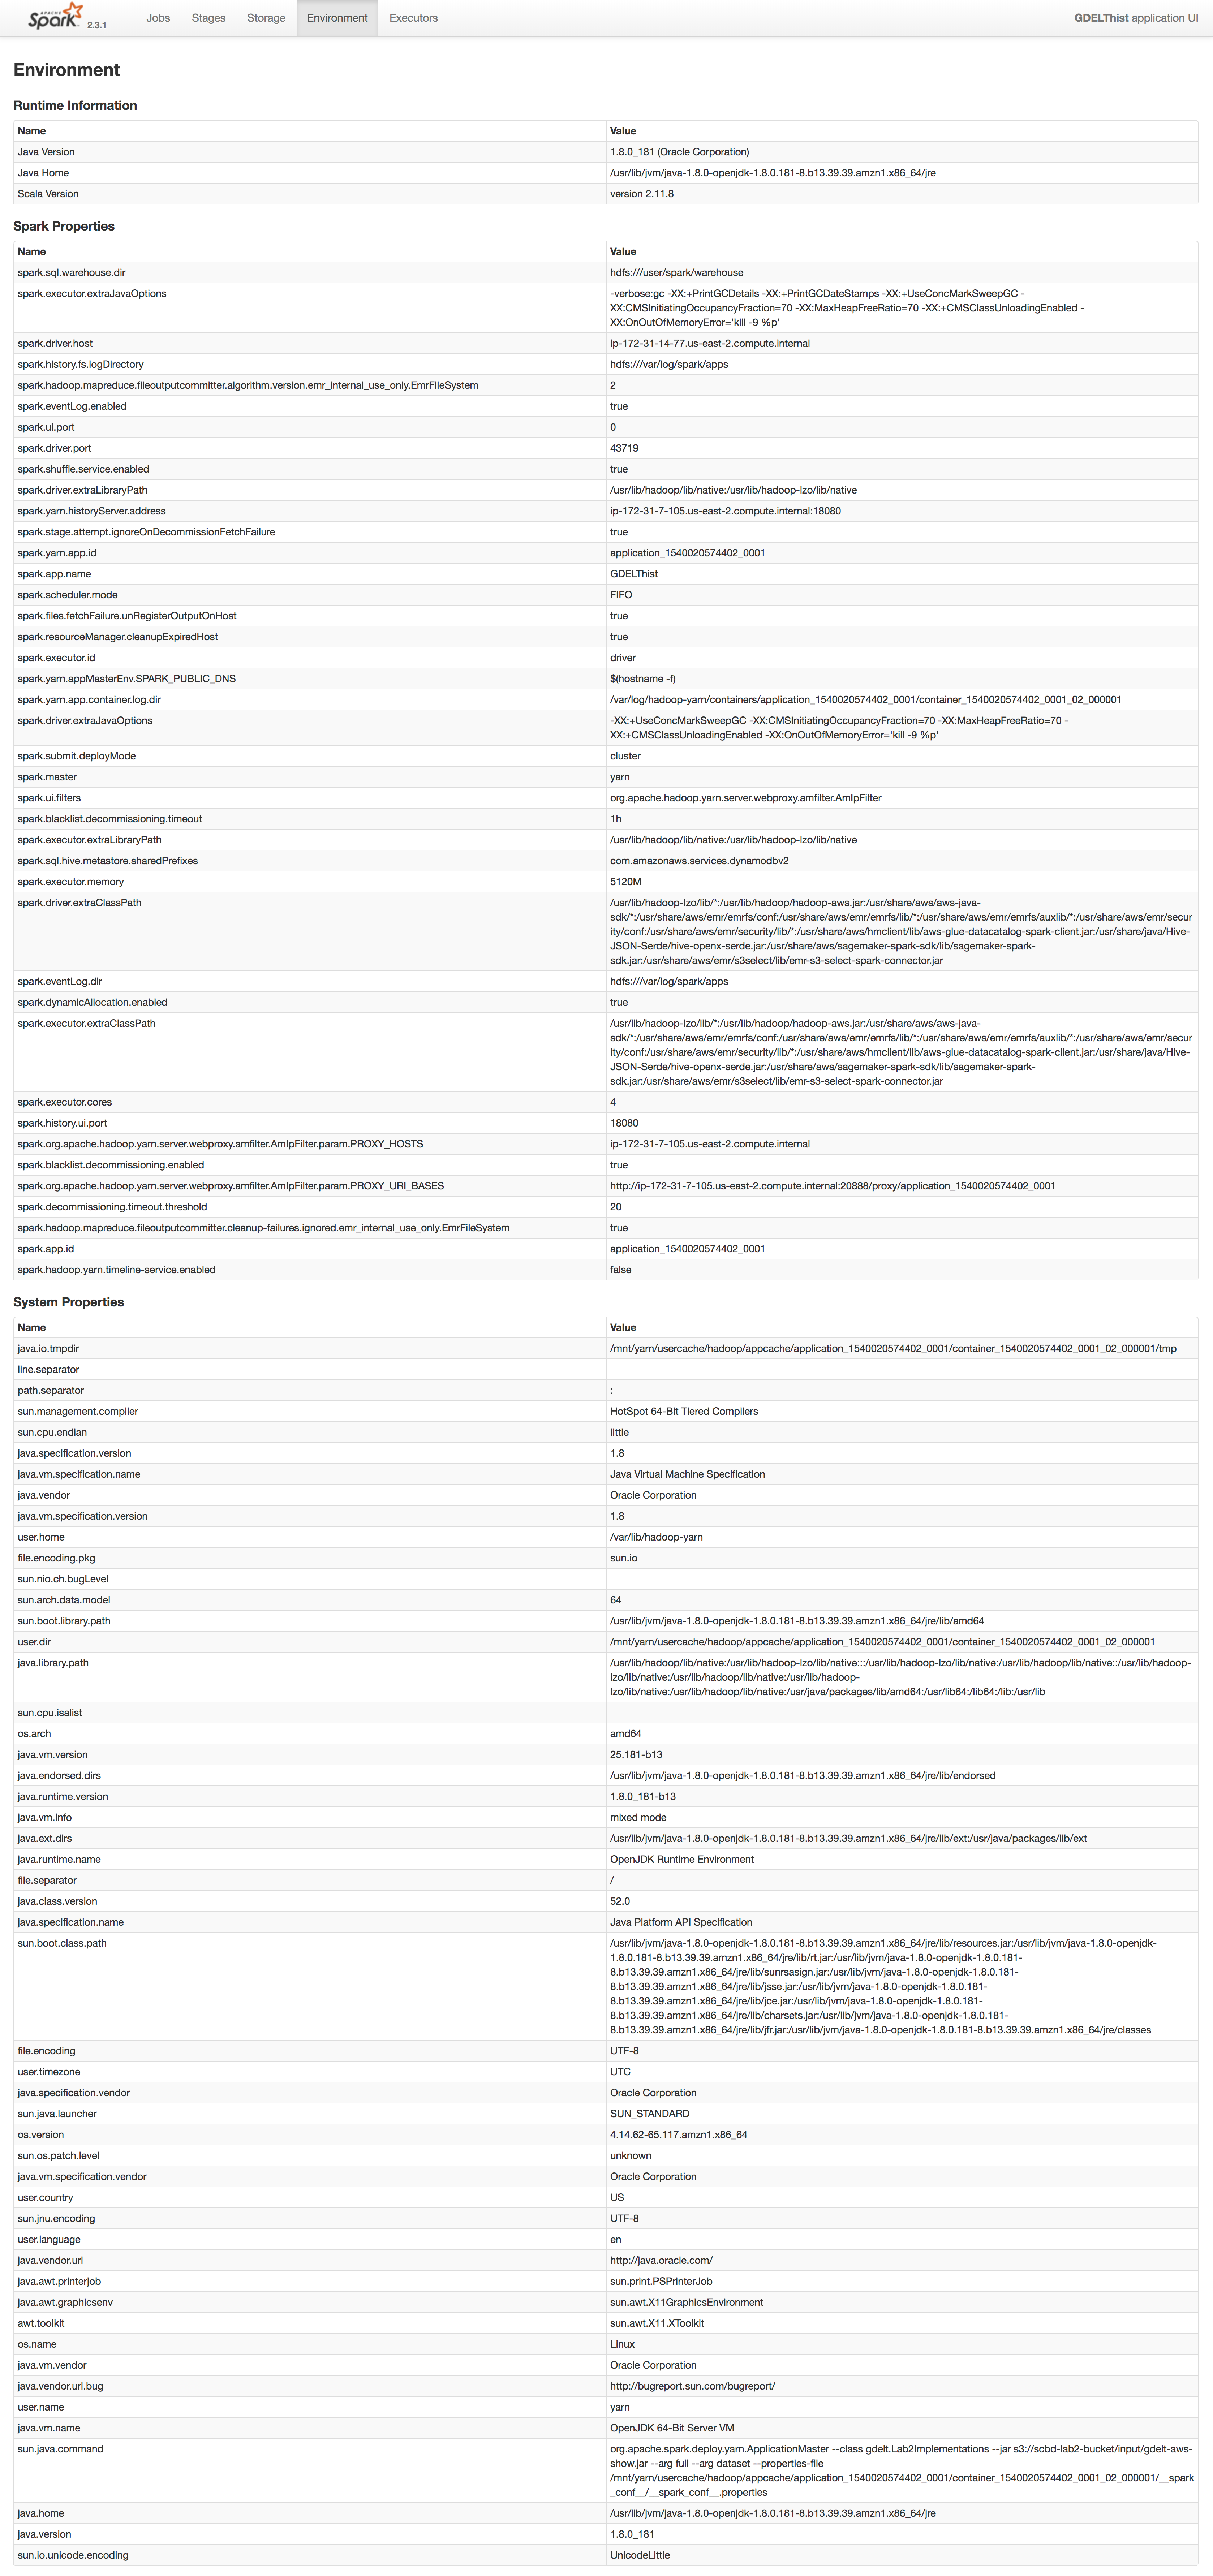 APACHE
Spark 2.3.1 Jobs Stages Storage Environment Executors GDELThist application UI
Environment
Runtime Information
Name Value
Java Version 1.8.0_181 (Oracle Corporation)
Java Home /usr/lib/jvm/java-1.8.0-openjdk-1.8.0.181-8.b13.39.39.amzn1.x86_64/jre
Scala Version version 2.11.8
Spark Properties
Name Value
spark.sql.warehouse.dir hdfs:///user/spark/warehouse
spark.executor.extraJavaOptions -verbose:gc -XX:+PrintGCDetails -XX:+PrintGCDateStamps -XX:+UseConcMarkSweepGC -
XX:CMSInitiatingOccupancyFraction=70 -XX:MaxHeapFreeRatio=70 -XX:+CMSClassUnloadingEnabled -
XX:OnOutOfMemoryError='kill -9 %p'
spark.driver.host ip-172-31-14-77.us-east-2.compute.internal
spark.history.fs.logDirectory hdfs:///var/log/spark/apps
spark.hadoop.mapreduce.fileoutputcommitter.algorithm.version.emr_internal_use_only.EmrFileSystem 2
spark.eventLog.enabled true
spark.ui.port 0
spark.driver.port 43719
spark.shuffle.service.enabled true
spark.driver.extraLibraryPath /usr/lib/hadoop/lib/native:/usr/lib/hadoop-lzo/lib/native
spark.yarn.historyServer.address ip-172-31-7-105.us-east-2.compute.internal:18080
spark.stage.attempt.ignoreOnDecommissionFetchFailure true
spark.yarn.app.id application_1540020574402_0001
spark.app.name GDELThist
spark.scheduler.mode FIFO
spark.files.fetchFailure.unRegisterOutputOnHost true
spark.resourceManager.cleanupExpiredHost true
spark.executor.id driver
spark.yarn.appMasterEnv.SPARK_PUBLIC_DNS $(hostname -f)
spark.yarn.app.container.log.dir /var/log/hadoop-yarn/containers/application_1540020574402_0001/container_1540020574402_0001_02_000001
spark.driver.extraJavaOptions -XX:+UseConcMarkSweepGC -XX:CMSInitiatingOccupancyFraction=70 -XX:MaxHeapFreeRatio=70 -
XX:+CMSClassUnloadingEnabled -XX:OnOutOfMemoryError='kill -9 %p'
spark.submit.deployMode cluster
spark.master yarn
spark.ui.filters org.apache.hadoop.yarn.server.webproxy.amfilter.AmIpFilter
spark.blacklist.decommissioning.timeout 1h
spark.executor.extraLibraryPath /usr/lib/hadoop/lib/native:/usr/lib/hadoop-lzo/lib/native
spark.sql.hive.metastore.sharedPrefixes com.amazonaws.services.dynamodbv2
spark.executor.memory 5120M
spark.driver.extraClassPath /usr/lib/hadoop-lzo/lib/*:/usr/lib/hadoop/hadoop-aws.jar:/usr/share/aws/aws-java-
sdk/*:/usr/share/aws/emr/emrfs/conf:/usr/share/aws/emr/emrfs/lib/*:/usr/share/aws/emr/emrfs/auxlib/*:/usr/share/aws/emr/secur
ity/conf:/usr/share/aws/emr/security/lib/*:/usr/share/aws/hmclient/lib/aws-glue-datacatalog-spark-client.jar:/usr/share/java/Hive-
JSON-Serde/hive-openx-serde.jar:/usr/share/aws/sagemaker-spark-sdk/lib/sagemaker-spark-
sdk.jar:/usr/share/aws/emr/s3select/lib/emr-s3-select-spark-connector.jar
spark.eventLog.dir hdfs:///var/log/spark/apps
spark.dynamicAllocation.enabled true
spark.executor.extraClassPath /usr/lib/hadoop-lzo/lib/*:/usr/lib/hadoop/hadoop-aws.jar:/usr/share/aws/aws-java-
sdk/*:/usr/share/aws/emr/emrfs/conf:/usr/share/aws/emr/emrfs/lib/*:/usr/share/aws/emr/emrfs/auxlib/*:/usr/share/aws/emr/secur
ity/conf:/usr/share/aws/emr/security/lib/*:/usr/share/aws/hmclient/lib/aws-glue-datacatalog-spark-client.jar:/usr/share/java/Hive-
JSON-Serde/hive-openx-serde.jar:/usr/share/aws/sagemaker-spark-sdk/lib/sagemaker-spark-
sdk.jar:/usr/share/aws/emr/s3select/lib/emr-s3-select-spark-connector.jar
spark.executor.cores 4
spark.history.ui.port 18080
spark.org.apache.hadoop.yarn.server.webproxy.amfilter.AmIpFilter.param.PROXY_HOSTS ip-172-31-7-105.us-east-2.compute.internal
spark.blacklist.decommissioning.enabled true
spark.org.apache.hadoop.yarn.server.webproxy.amfilter.AmIpFilter.param.PROXY_URI_BASES http://ip-172-31-7-105.us-east-2.compute.internal:20888/proxy/application_1540020574402_0001
spark.decommissioning.timeout.threshold 20
spark.hadoop.mapreduce.fileoutputcommitter.cleanup-failures.ignored.emr_internal_use_only.EmrFileSystem true
spark.app.id application_1540020574402_0001
spark.hadoop.yarn.timeline-service.enabled false
System Properties
Name Value
java.io.tmpdir /mnt/yarn/usercache/hadoop/appcache/application_1540020574402_0001/container_1540020574402_0001_02_000001/tmp
line.separator
path.separator :
sun.management.compiler HotSpot 64-Bit Tiered Compilers
sun.cpu.endian little
java.specification.version 1.8
java.vm.specification.name Java Virtual Machine Specification
java.vendor Oracle Corporation
java.vm.specification.version 1.8
user.home /var/lib/hadoop-yarn
file.encoding.pkg sun.io
sun.nio.ch.bugLevel
sun.arch.data.model 64
sun.boot.library.path /usr/lib/jvm/java-1.8.0-openjdk-1.8.0.181-8.b13.39.39.amzn1.x86_64/jre/lib/amd64
user.dir /mnt/yarn/usercache/hadoop/appcache/application_1540020574402_0001/container_1540020574402_0001_02_000001
java.library.path /usr/lib/hadoop/lib/native:/usr/lib/hadoop-lzo/lib/native:::/usr/lib/hadoop-lzo/lib/native:/usr/lib/hadoop/lib/native::/usr/lib/hadoop-
lzo/lib/native:/usr/lib/hadoop/lib/native:/usr/lib/hadoop-
lzo/lib/native:/usr/lib/hadoop/lib/native:/usr/java/packages/lib/amd64:/usr/lib64:/lib64:/lib:/usr/lib
sun.cpu.isalist
os.arch amd64
java.vm.version 25.181-b13
java.endorsed.dirs /usr/lib/jvm/java-1.8.0-openjdk-1.8.0.181-8.b13.39.39.amzn1.x86_64/jre/lib/endorsed
java.runtime.version 1.8.0_181-b13
java.vm.info mixed mode
java.ext.dirs /usr/lib/jvm/java-1.8.0-openjdk-1.8.0.181-8.b13.39.39.amzn1.x86_64/jre/lib/ext:/usr/java/packages/lib/ext
java.runtime.name OpenJDK Runtime Environment
file.separator /
java.class.version 52.0
java.specification.name Java Platform API Specification
sun.boot.class.path /usr/lib/jvm/java-1.8.0-openjdk-1.8.0.181-8.b13.39.39.amzn1.x86_64/jre/lib/resources.jar:/usr/lib/jvm/java-1.8.0-openjdk-
1.8.0.181-8.b13.39.39.amzn1.x86_64/jre/lib/rt.jar:/usr/lib/jvm/java-1.8.0-openjdk-1.8.0.181-
8.b13.39.39.amzn1.x86_64/jre/lib/sunrsasign.jar:/usr/lib/jvm/java-1.8.0-openjdk-1.8.0.181-
8.b13.39.39.amzn1.x86_64/jre/lib/jsse.jar:/usr/lib/jvm/java-1.8.0-openjdk-1.8.0.181-
8.b13.39.39.amzn1.x86_64/jre/lib/jce.jar:/usr/lib/jvm/java-1.8.0-openjdk-1.8.0.181-
8.b13.39.39.amzn1.x86_64/jre/lib/charsets.jar:/usr/lib/jvm/java-1.8.0-openjdk-1.8.0.181-
8.b13.39.39.amzn1.x86_64/jre/lib/jfr.jar:/usr/lib/jvm/java-1.8.0-openjdk-1.8.0.181-8.b13.39.39.amzn1.x86_64/jre/classes
file.encoding UTF-8
user.timezone UTC
java.specification.vendor Oracle Corporation
sun.java.launcher SUN_STANDARD
os.version 4.14.62-65.117.amzn1.x86_64
sun.os.patch.level unknown
java.vm.specification.vendor Oracle Corporation
user.country US
sun.jnu.encoding UTF-8
user.language en
java.vendor.url http://java.oracle.com/
java.awt.printerjob sun.print.PSPrinterJob
java.awt.graphicsenv sun.awt.X11GraphicsEnvironment
awt.toolkit sun.awt.X11.XToolkit
os.name Linux
java.vm.vendor Oracle Corporation
java.vendor.url.bug http://bugreport.sun.com/bugreport/
user.name yarn
java.vm.name OpenJDK 64-Bit Server VM
sun.java.command org.apache.spark.deploy.yarn.ApplicationMaster --class gdelt.Lab2Implementations --jar s3://scbd-lab2-bucket/input/gdelt-aws-
show.jar --arg full --arg dataset --properties-file
/mnt/yarn/usercache/hadoop/appcache/application_1540020574402_0001/container_1540020574402_0001_02_000001/__spark
_conf__/__spark_conf__.properties
java.home /usr/lib/jvm/java-1.8.0-openjdk-1.8.0.181-8.b13.39.39.amzn1.x86_64/jre
java.version 1.8.0_181
sun.io.unicode.encoding UnicodeLittle